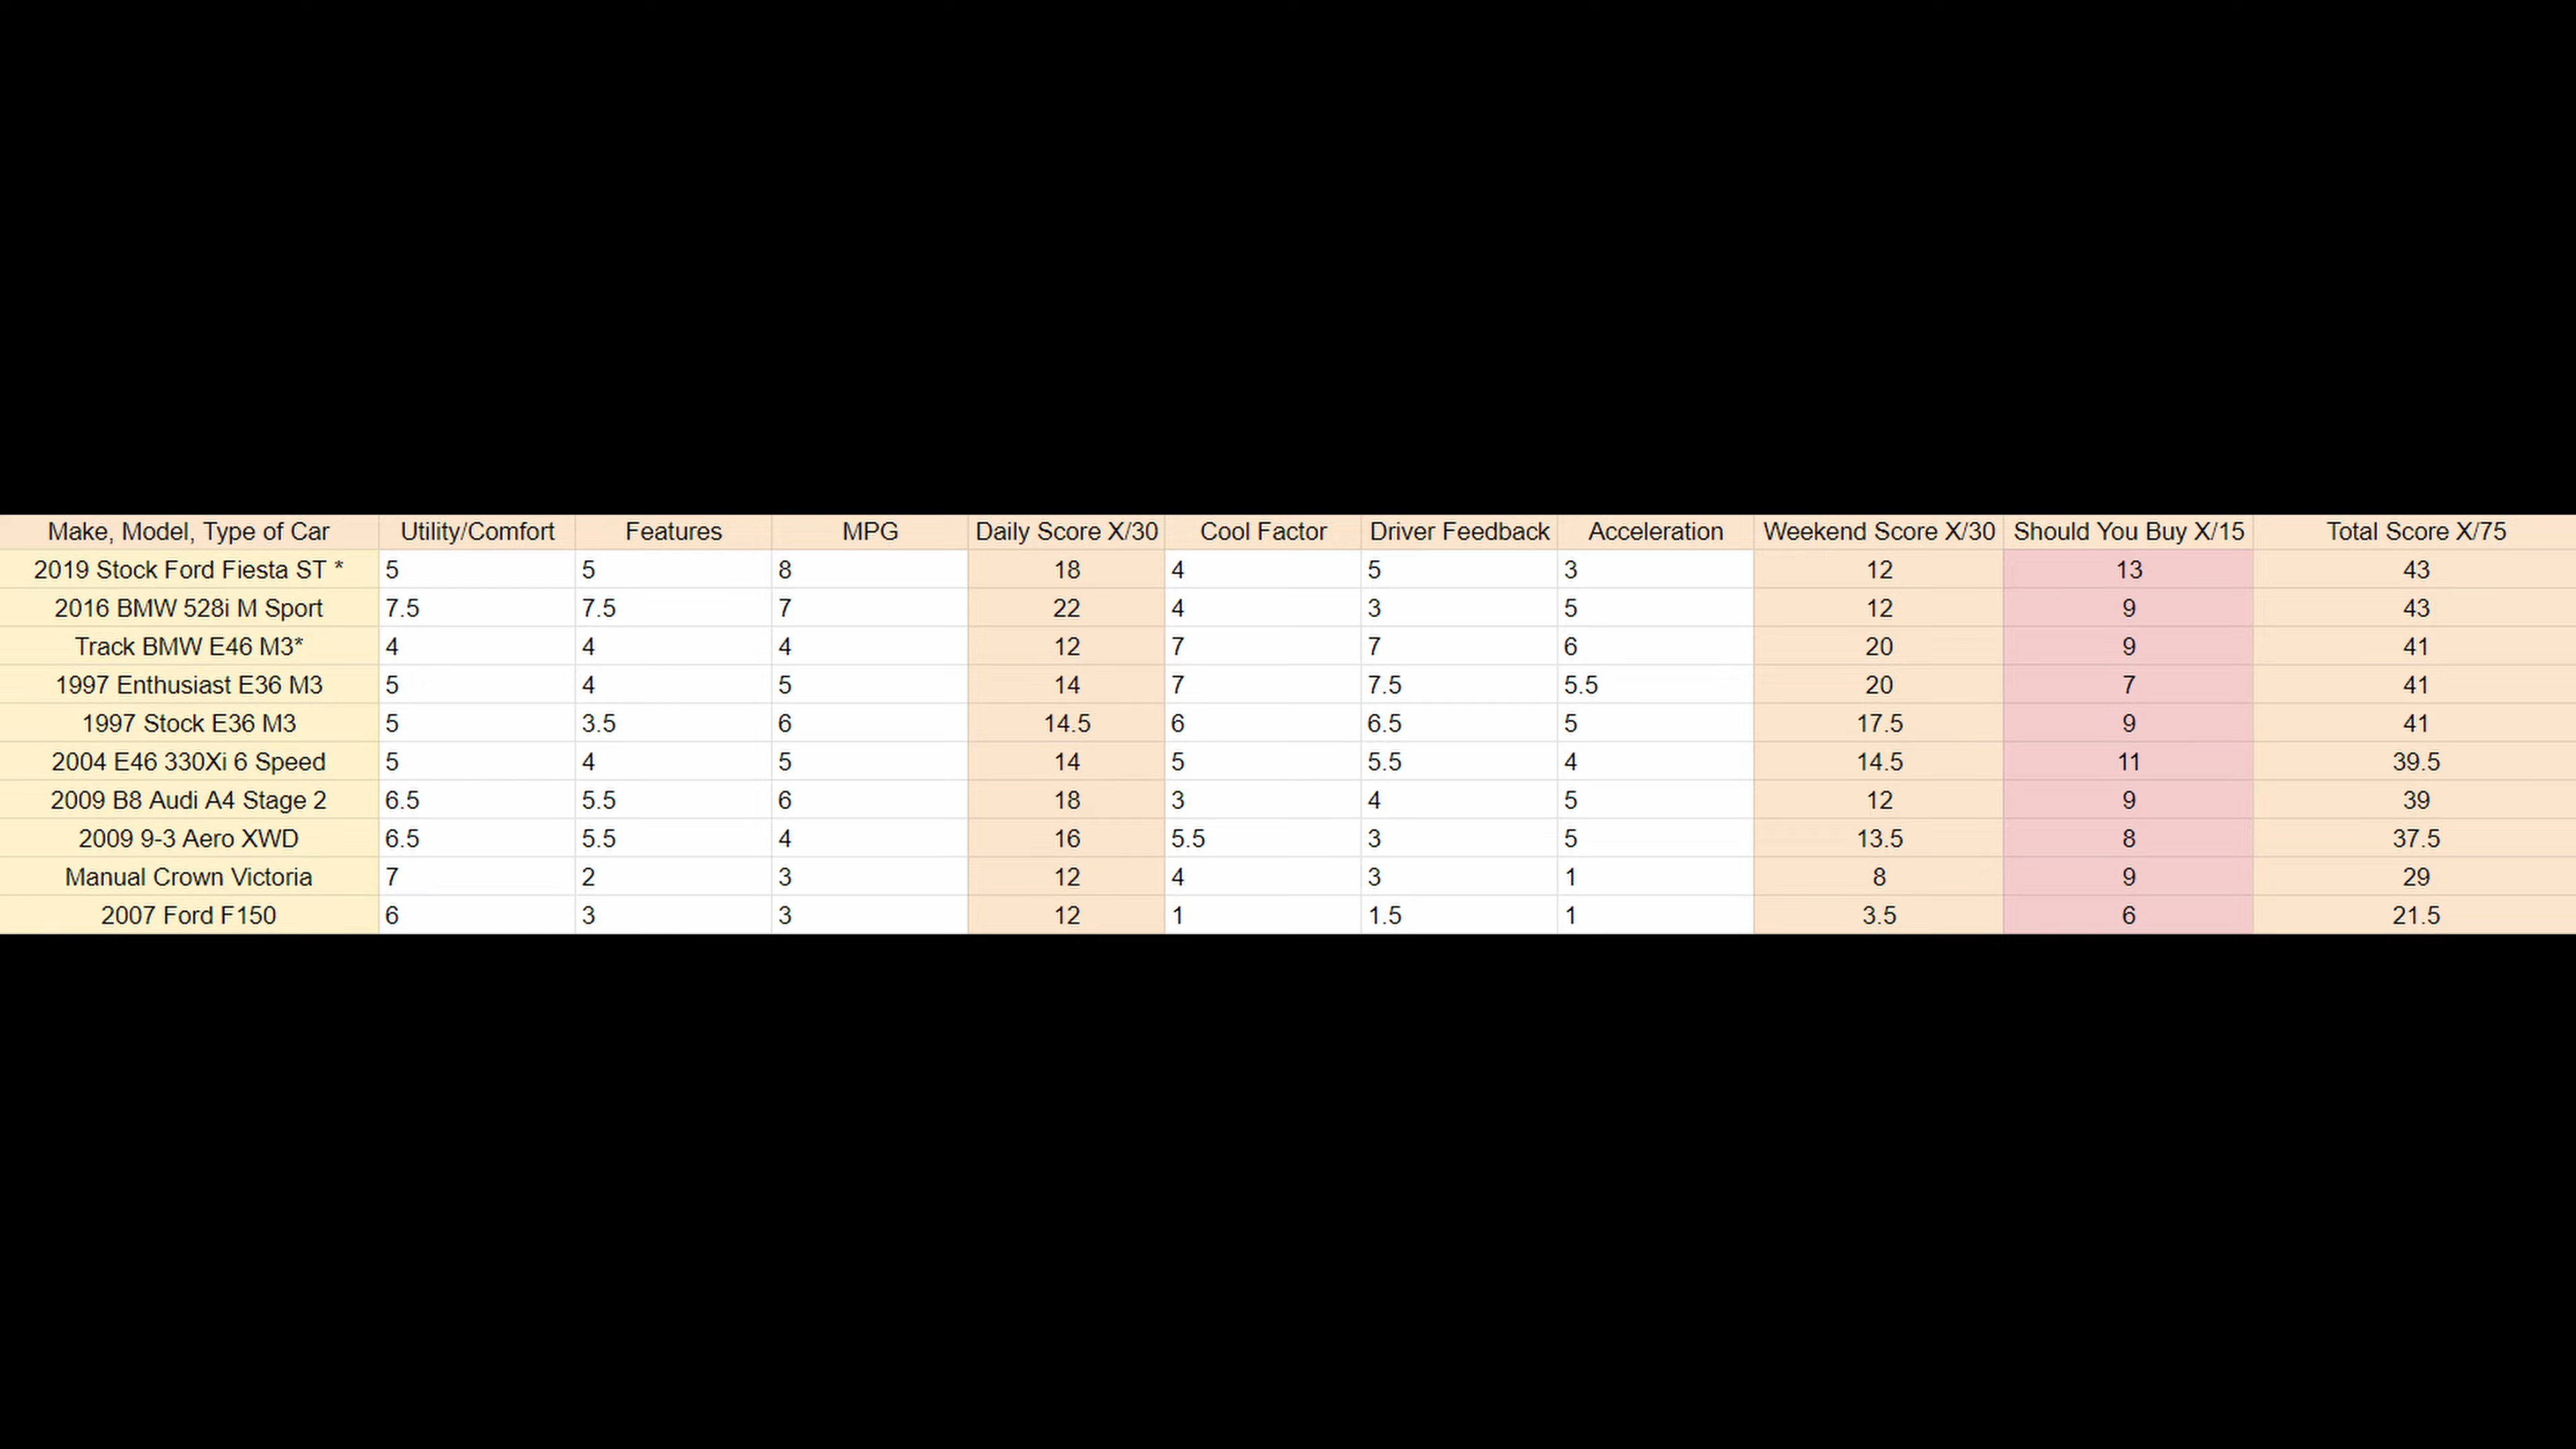 Make, Model, Type of Car Utility/Comfort Features MPG Daily Score X/30 Cool Factor Driver Feedback Acceleration Weekend Score X/30 Should You Buy X/15 Total Score X/75
2019 Stock Ford Fiesta ST * 5 5 8 18 4 5 3 12 13 43
2016 BMW 528i M Sport 7.5 7.5 7 22 4 3 5 12 9 43
Track BMW E46 M3* 4 4 4 12 7 7 6 20 9 41
1997 Enthusiast E36 M3 5 4 5 14 7 7.5 5.5 20 7 41
1997 Stock E36 M3 5 3.5 6 14.5 6 6.5 5 17.5 9 41
2004 E46 330Xi 6 Speed 5 4 5 14 5 5.5 4 14.5 11 39.5
2009 B8 Audi A4 Stage 2 6.5 5.5 6 18 3 4 5 12 9 39
2009 9-3 Aero XWD 6.5 5.5 4 16 5.5 3 5 13.5 8 37.5
Manual Crown Victoria 7 2 3 12 4 3 1 8 9 29
2007 Ford F150 6 3 3 12 1 1.5 1 3.5 6 21.5